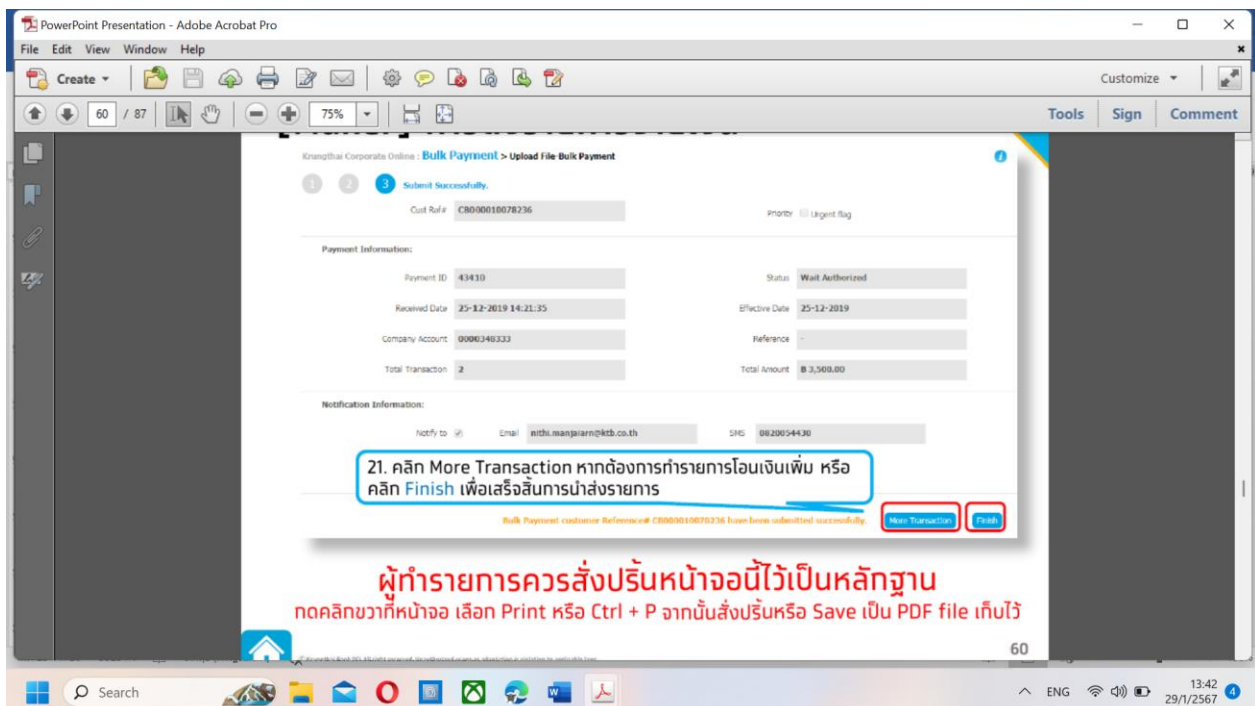 PowerPoint Presentation - Adobe Acrobat Pro
File Edit View Window Help
Create
Customize
60 / 87
75%
Tools Sign Comment
Krungthai Corporate Online : Bulk Payment > Upload File-Bulk Payment
1 2 3 Submit Successfully.
Cust Ref# CB000010078236 Priority Urgent flag
Payment Information:
Payment ID 43410 Status Wait Authorized
Received Date 25-12-2019 14:21:35 Effective Date 25-12-2019
Company Account 0000348333 Reference -
Total Transaction 2 Total Amount ฿ 3,500.00
Notification Information:
Notify to Email nithi.manjaiarn@ktb.co.th SMS 0820054430
21. คลิก More Transaction หากต้องการทำรายการโอนเงินเพิ่ม หรือ
คลิก Finish เพื่อเสร็จสิ้นการนำส่งรายการ
Bulk Payment customer Reference# CB000010078236 have been submitted successfully. More Transaction Finish
ผู้ทำรายการควรสั่งปริ้นหน้าจอนี้ไว้เป็นหลักฐาน
กดคลิกขวาที่หน้าจอ เลือก Print หรือ Ctrl + P จากนั้นสั่งปริ้นหรือ Save เป็น PDF file เก็บไว้
60
Search
ENG
13:42
29/1/2567
4